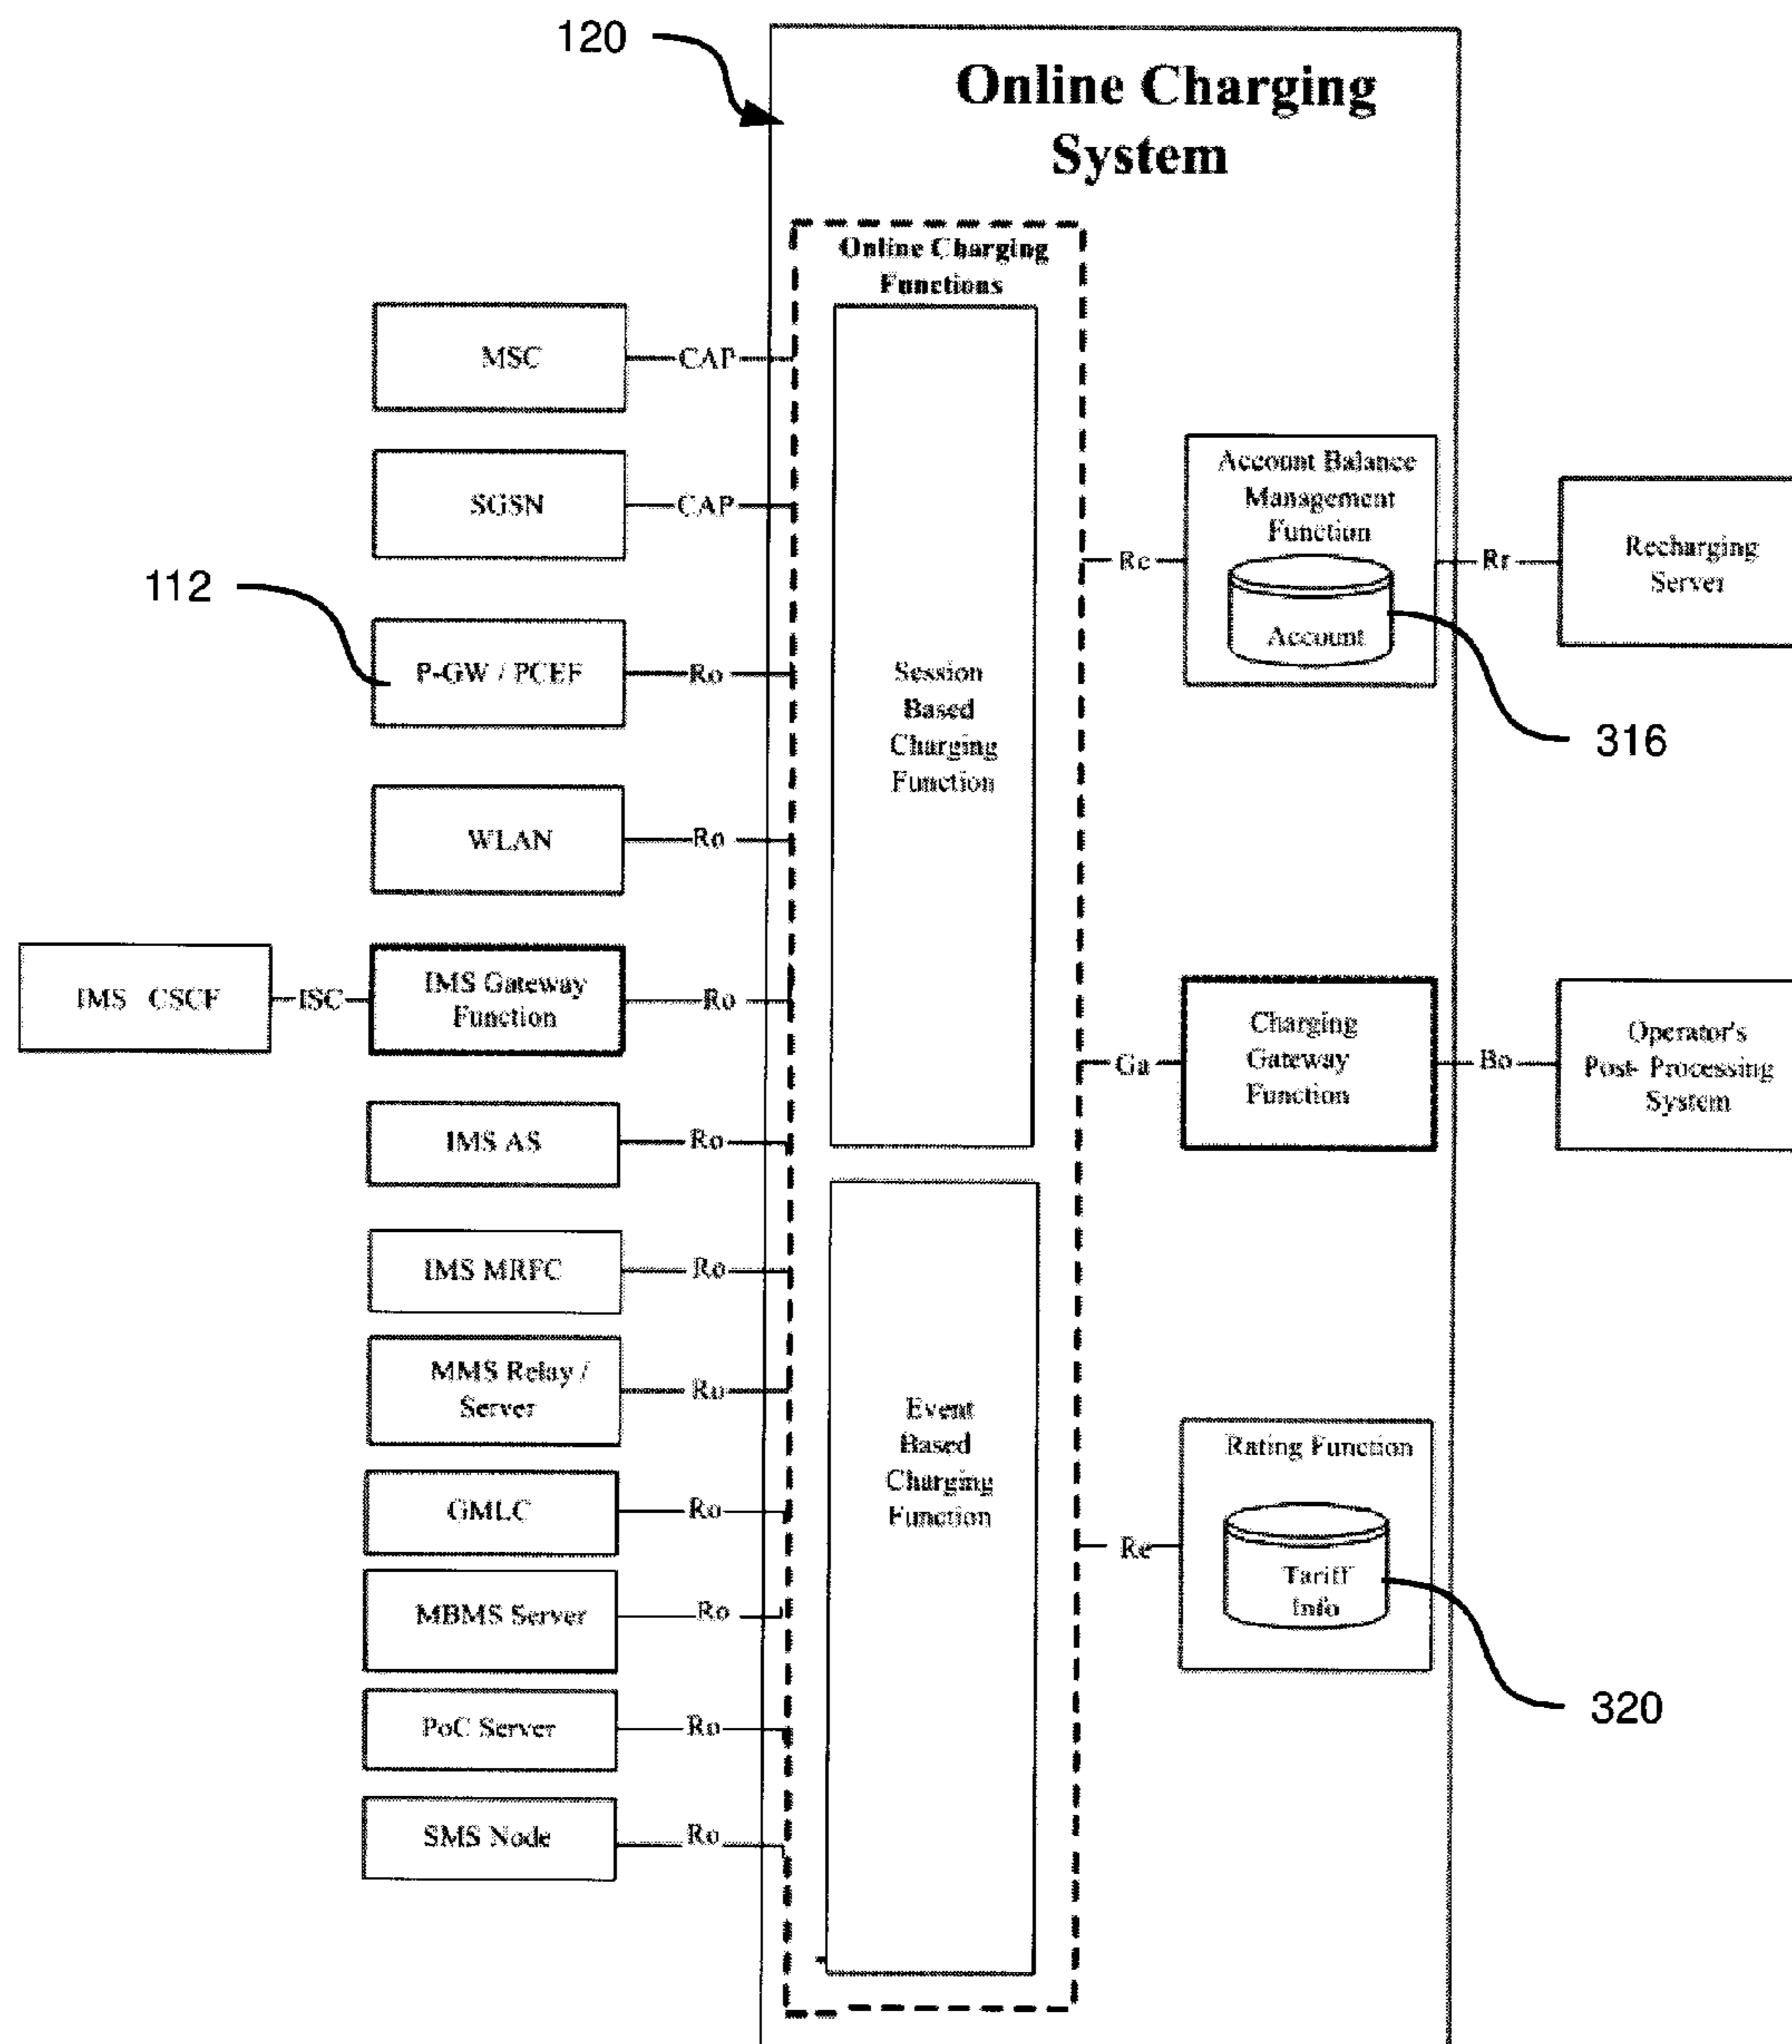 120
Online Charging
System
Online Charging
Functions
MSC
CAP
SGSN
CAP
112
P-GW / PCEF
Ro
WLAN
Ro
IMS CSCF
ISC
IMS Gateway
Function
Ro
IMS AS
Ro
IMS MRFC
Ro
MMS Relay /
Server
Ro
GMLC
Ro
MBMS Server
Ro
PoC Server
Ro
SMS Node
Ro
Session
Based
Charging
Function
Event
Based
Charging
Function
Rc
Account Balance
Management
Function
Account
Rr
Recharging
Server
316
Ga
Charging
Gateway
Function
Bo
Operator's
Post- Processing
System
Re
Rating Function
Tariff
Info
320